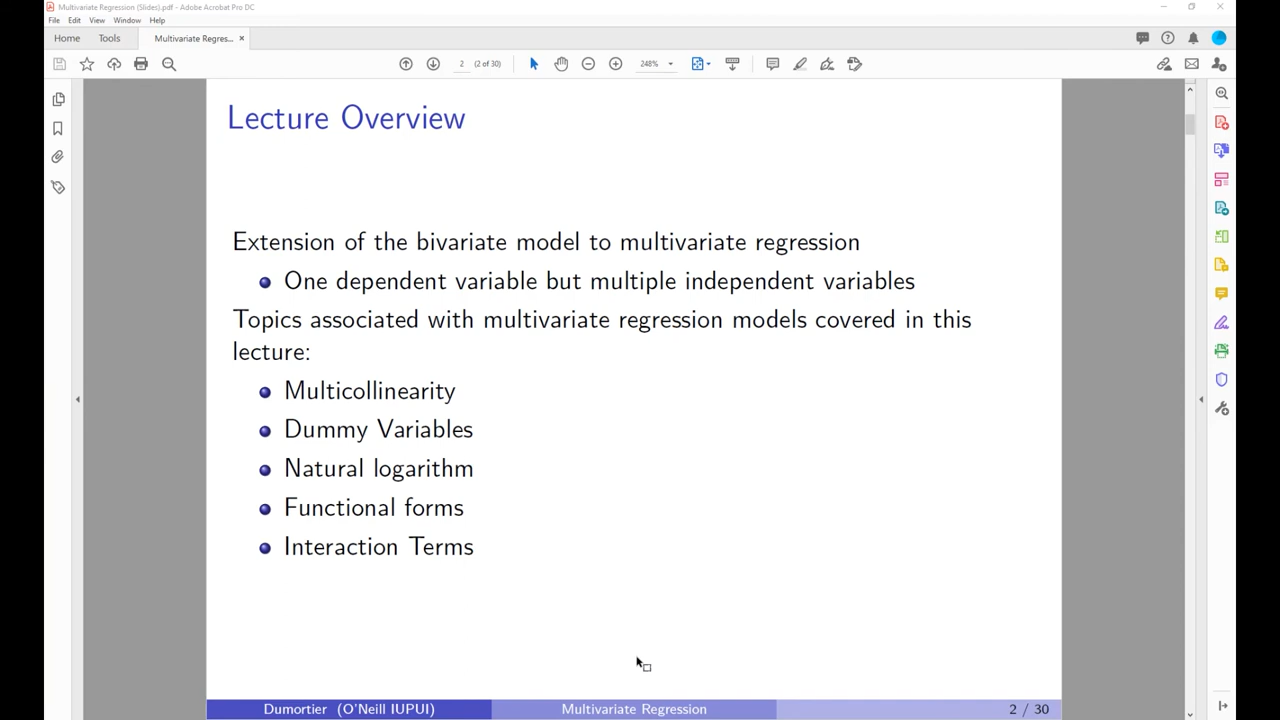 Multivariate Regression (Slides).pdf - Adobe Acrobat Pro DC
File Edit View Window Help
Home Tools Multivariate Regres... ×
2 (2 of 30) 248%
Lecture Overview
Extension of the bivariate model to multivariate regression
One dependent variable but multiple independent variables
Topics associated with multivariate regression models covered in this
lecture:
Multicollinearity
Dummy Variables
Natural logarithm
Functional forms
Interaction Terms
Dumortier (O'Neill IUPUI) Multivariate Regression 2 / 30